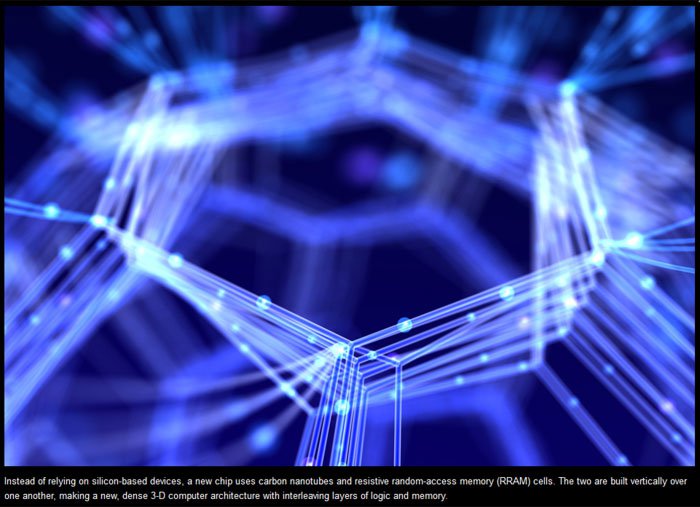 Instead of relying on silicon-based devices, a new chip uses carbon nanotubes and resistive random-access memory (RRAM) cells. The two are built vertically over
one another, making a new, dense 3-D computer architecture with interleaving layers of logic and memory.